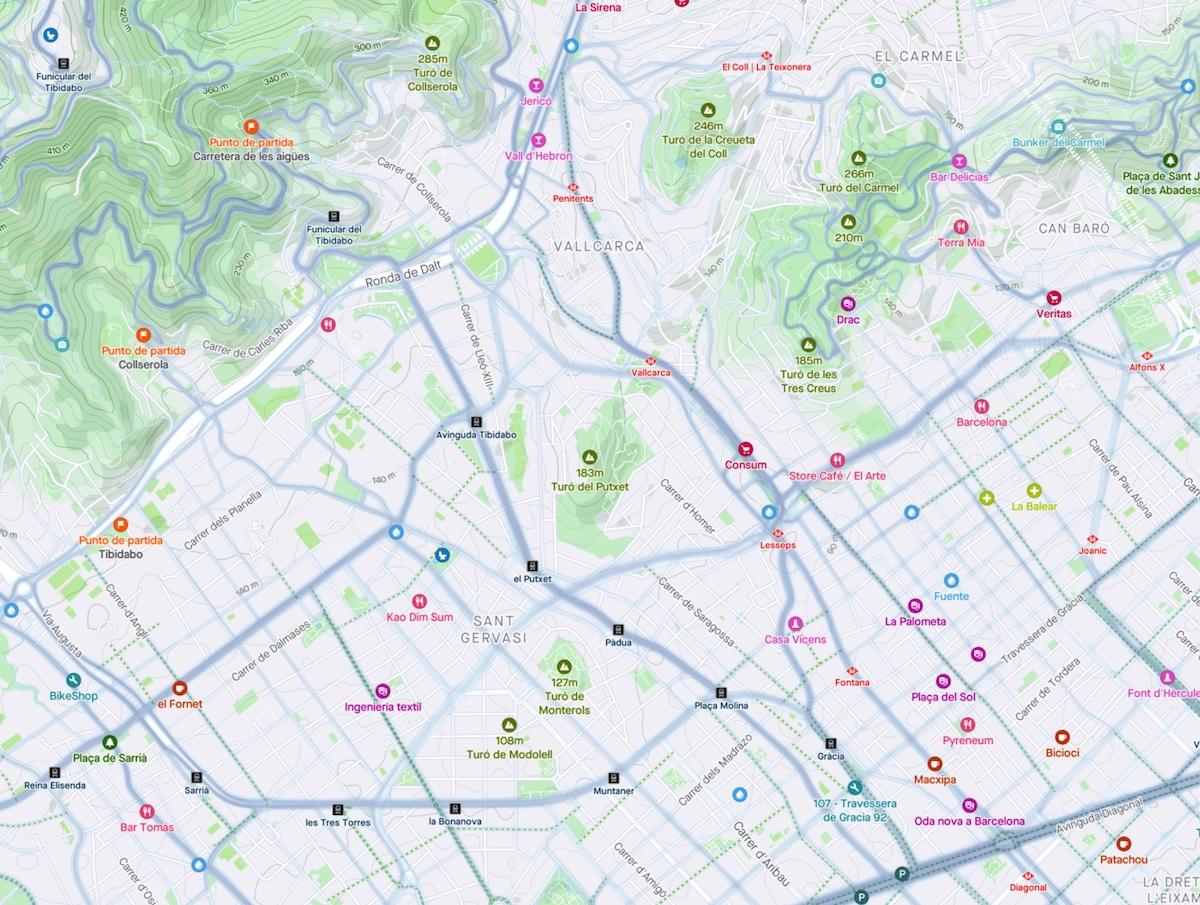 La Sirena
420 m
300 m
285m
Turó de
Collserola
EL CARMEL
El Coll | La Teixonera
Funicular del
Tibidabo
360 m
340 m
200 m
Jericó
246m
Turó de la Creueta
del Coll
190 m
Punto de partida
Carretera de les aigües
Bunker del Carmel
410 m
Vall d'Hebron
266m
Turó del Carmel
Bar Delicias
Plaça de Sant J
de les Abadess
Carrer de Collserola
Penitents
Funicular del
Tibidabo
210m
Terra Mía
CAN BARÓ
VALLCARCA
230 m
140 m
Ronda de Dalt
130 m
Drac
140 m
Veritas
Carrer de Carles Riba
Punto de partida
Collserola
Carrer de Lleó XIII
185m
Turó de les
Tres Creus
Vallcarca
Alfons X
160 m
Barcelona
Avinguda Tibidabo
183m
Turó del Putxet
Consum
Store Café / El Arte
Carrer de Pau Alsina
140 m
Carrer dels Planella
Carrer d'Homer
La Balear
Punto de partida
Tibidabo
Lesseps
90 m
Joanic
el Putxet
140 m
Fuente
Carrer d'Anglí
Via Augusta
Kao Dim Sum
SANT
GERVASI
Carrer de Saragossa
La Palometa
Travessera de Gràcia
Casa Vicens
Pàdua
Carrer de Dalmases
127m
Turó de
Monterols
Fontana
Carrer de Tordera
BikeShop
el Fornet
Ingenieria textil
Plaça del Sol
Font d'Hercule
Plaça Molina
108m
Turó de Modolell
Pyreneum
Bicioci
Plaça de Sarrià
Gràcia
Carrer dels Madrazo
Macxipa
Reina Elisenda
Sarrià
Muntaner
107 - Travessera
de Gracia 92
Bar Tomás
les Tres Torres
la Bonanova
Oda nova a Barcelona
Avinguda Diagonal
Patachou
Carrer d'Aribau
Carrer d'Amigó
P
P
Diagonal
LA DRET
L'EIXAM